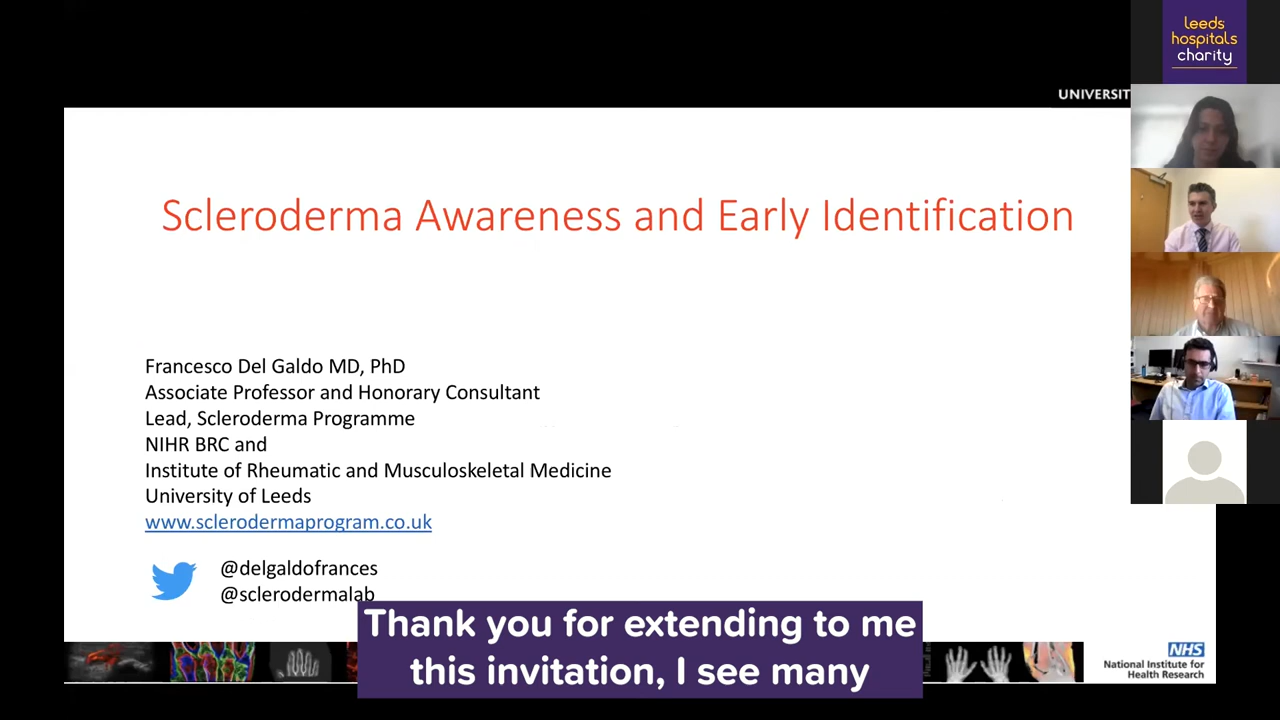 leeds
hospitals
charity
UNIVERSIT
Scleroderma Awareness and Early Identification
Francesco Del Galdo MD, PhD
Associate Professor and Honorary Consultant
Lead, Scleroderma Programme
NIHR BRC and
Institute of Rheumatic and Musculoskeletal Medicine
University of Leeds
www.sclerodermaprogram.co.uk
@delgaldofrances
@sclerodermalab
Thank you for extending to me
this invitation, I see many
NHS
National Institute for
Health Research